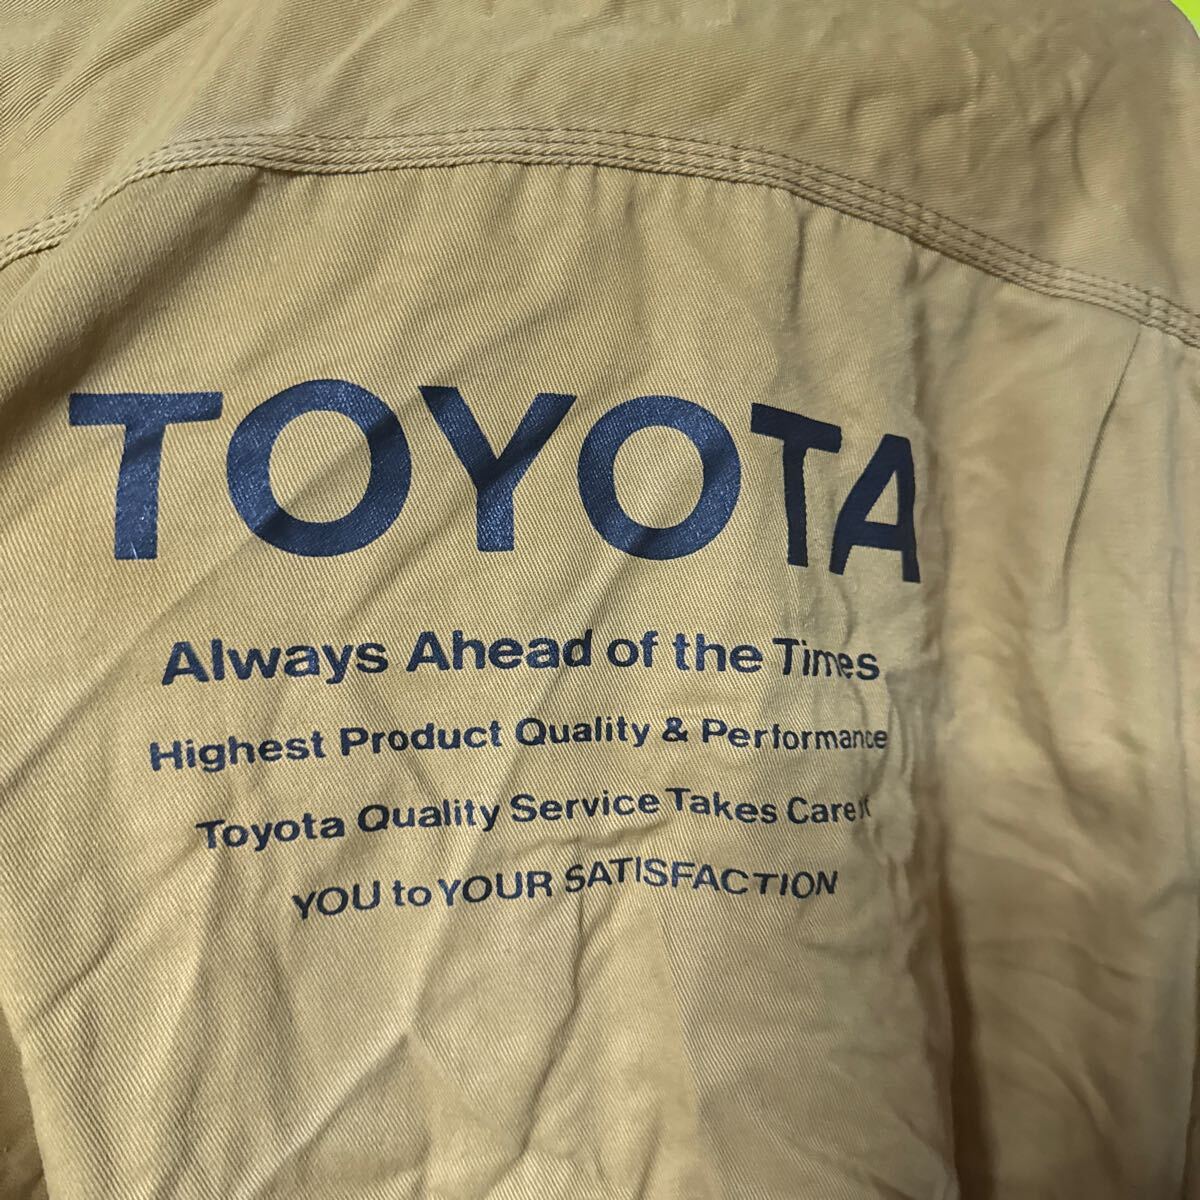 TOYOTA
Always Ahead of the Times
Highest Product Quality & Performance
Toyota Quality Service Takes Care
YOU to YOUR SATISFACTION